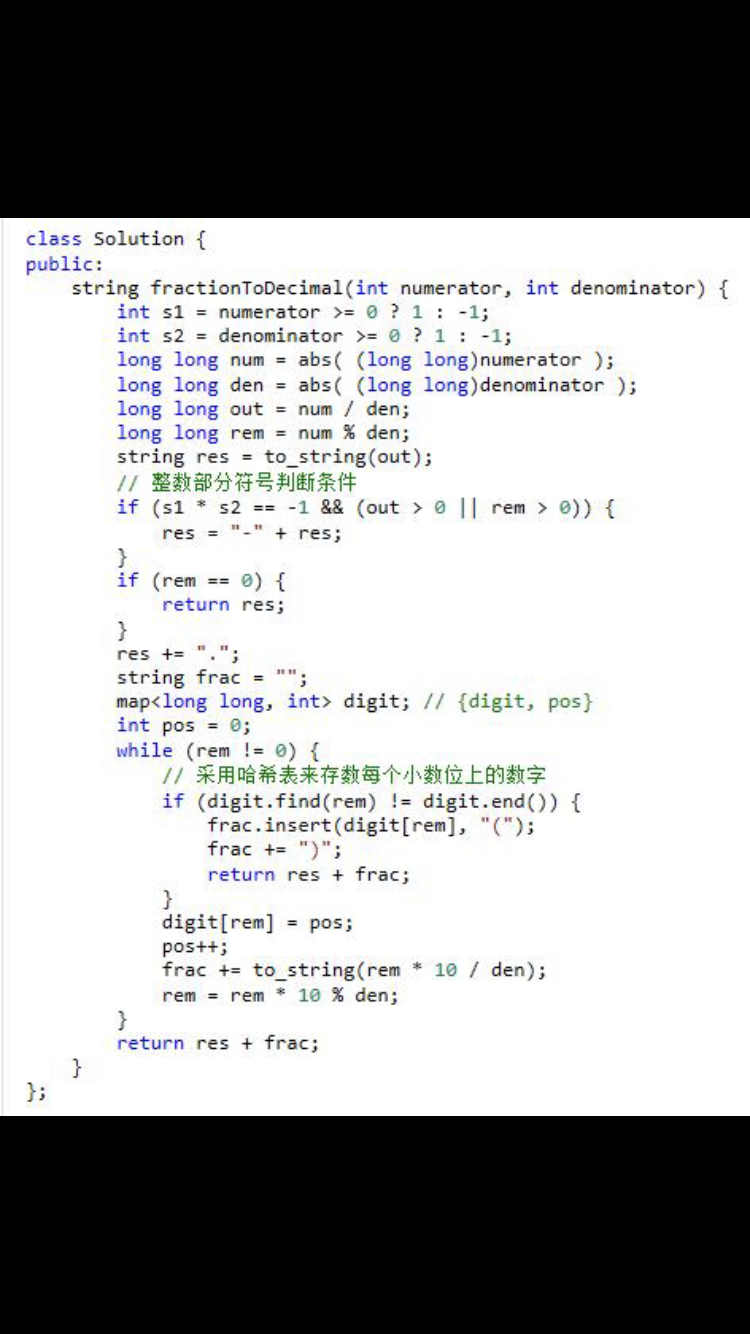 class Solution {
public:
    string fractionToDecimal(int numerator, int denominator) {
        int s1 = numerator >= 0 ? 1 : -1;
        int s2 = denominator >= 0 ? 1 : -1;
        long long num = abs( (long long)numerator );
        long long den = abs( (long long)denominator );
        long long out = num / den;
        long long rem = num % den;
        string res = to_string(out);
        // 整数部分符号判断条件
        if (s1 * s2 == -1 && (out > 0 || rem > 0)) {
            res = "-" + res;
        }
        if (rem == 0) {
            return res;
        }
        res += ".";
        string frac = "";
        map<long long, int> digit; // {digit, pos}
        int pos = 0;
        while (rem != 0) {
            // 采用哈希表来存数每个小数位上的数字
            if (digit.find(rem) != digit.end()) {
                frac.insert(digit[rem], "(");
                frac += ")";
                return res + frac;
            }
            digit[rem] = pos;
            pos++;
            frac += to_string(rem * 10 / den);
            rem = rem * 10 % den;
        }
        return res + frac;
    }
};